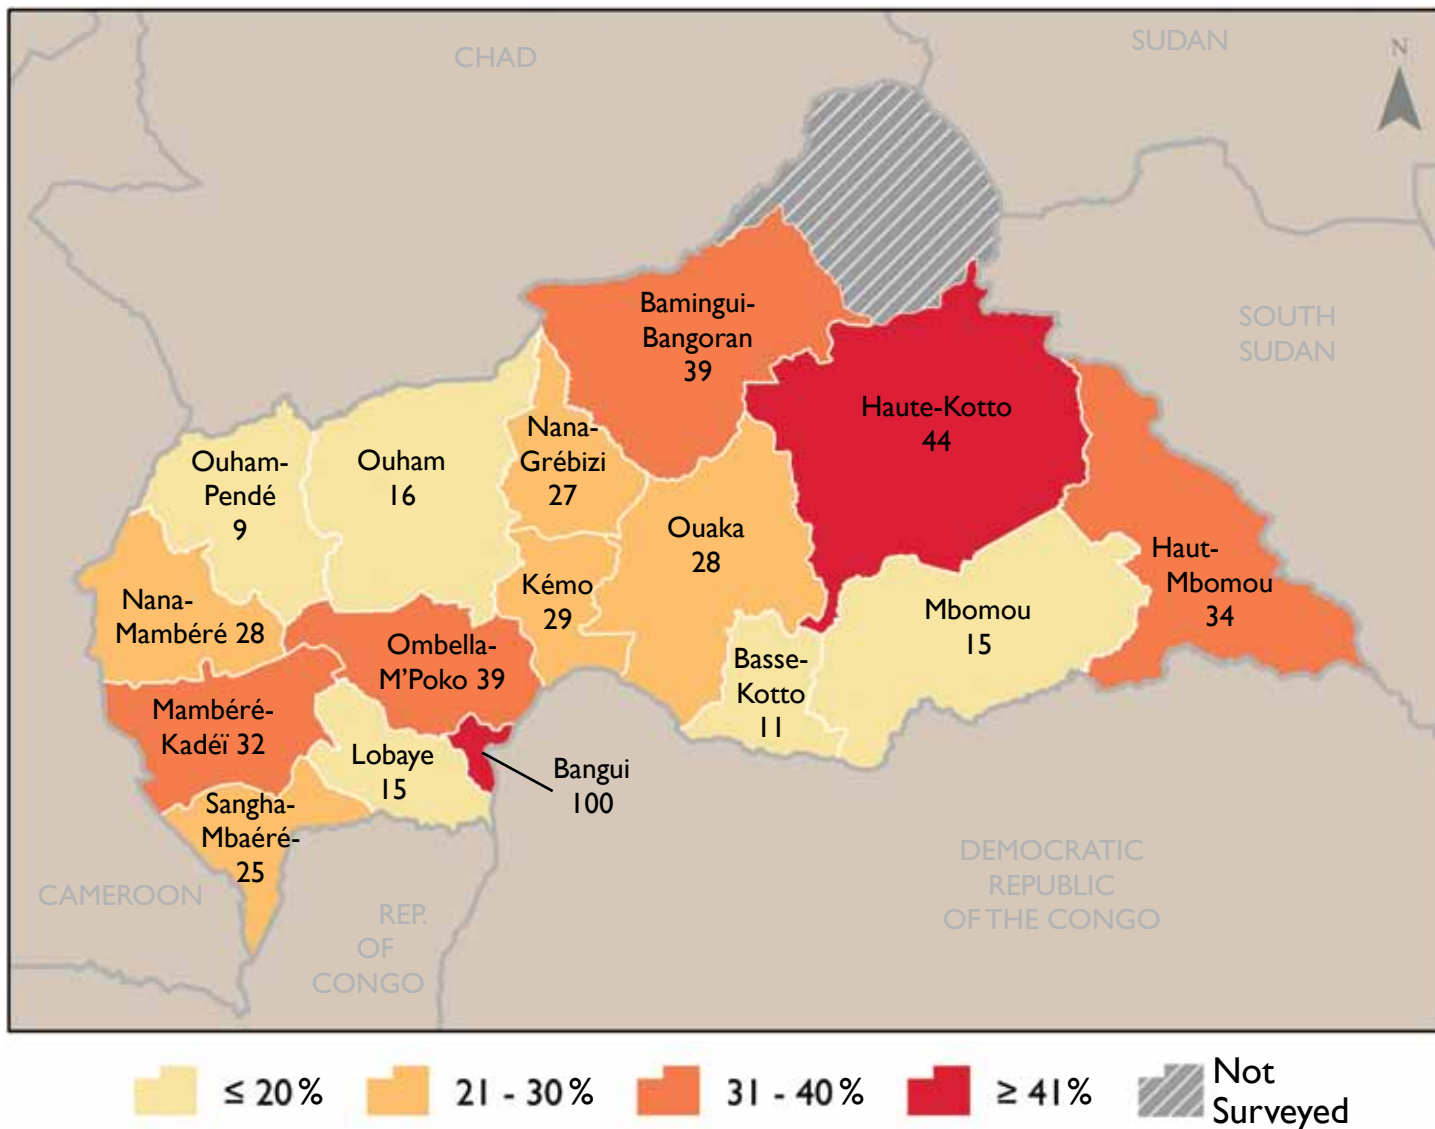 CHAD
SUDAN
N
SOUTH
SUDAN
Bamingui-
Bangoran
39
Haute-Kotto
44
Nana-
Grébizi
27
Ouham-
Pendé
9
Ouham
16
Ouaka
28
Haut-
Mbomou
34
Kémo
29
Nana-
Mambéré 28
Mbomou
15
Ombella-
M'Poko 39
Basse-
Kotto
11
Mambéré-
Kadéï 32
Lobaye
15
Bangui
100
Sangha-
Mbaéré-
25
CAMEROON
REP.
OF
CONGO
DEMOCRATIC
REPUBLIC
OF THE CONGO
≤ 20%
21 - 30%
31 - 40%
≥ 41%
Not
Surveyed